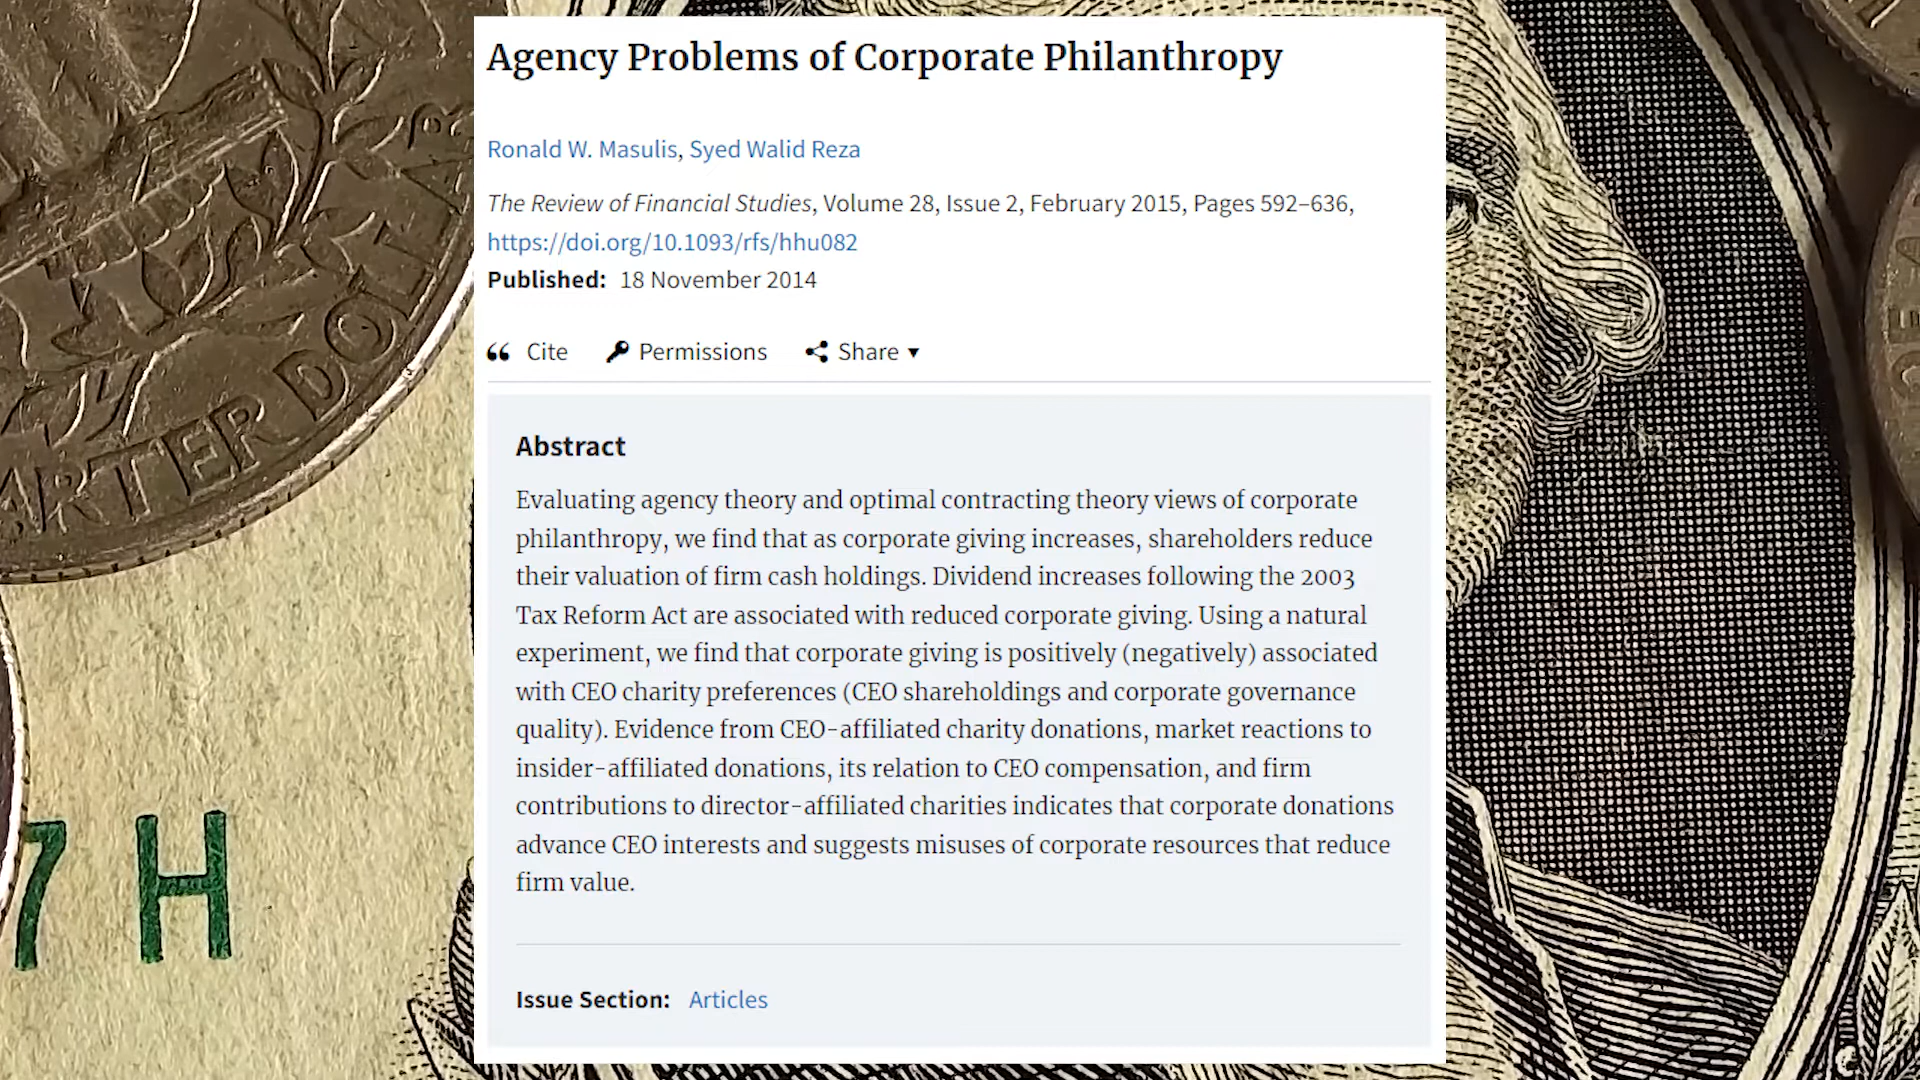 Agency Problems of Corporate Philanthropy
Ronald W. Masulis, Syed Walid Reza
The Review of Financial Studies, Volume 28, Issue 2, February 2015, Pages 592–636,
https://doi.org/10.1093/rfs/hhu082
Published: 18 November 2014
Cite Permissions Share
Abstract
Evaluating agency theory and optimal contracting theory views of corporate
philanthropy, we find that as corporate giving increases, shareholders reduce
their valuation of firm cash holdings. Dividend increases following the 2003
Tax Reform Act are associated with reduced corporate giving. Using a natural
experiment, we find that corporate giving is positively (negatively) associated
with CEO charity preferences (CEO shareholdings and corporate governance
quality). Evidence from CEO-affiliated charity donations, market reactions to
insider-affiliated donations, its relation to CEO compensation, and firm
contributions to director-affiliated charities indicates that corporate donations
advance CEO interests and suggests misuses of corporate resources that reduce
firm value.
Issue Section: Articles
ARTER DOLLAR
7 H